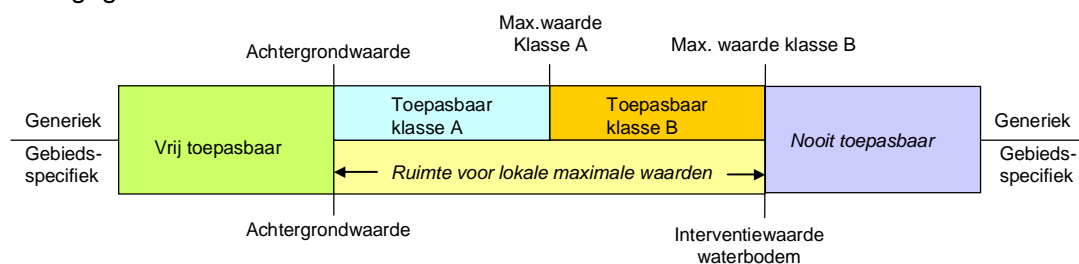 Max.waarde
Klasse A
Achtergrondwaarde
Max. waarde klasse B
Toepasbaar
klasse A
Toepasbaar
klasse B
Generiek
Vrij toepasbaar
Nooit toepasbaar
Generiek
Gebieds-
specifiek
Ruimte voor lokale maximale waarden
Gebieds-
specifiek
Achtergrondwaarde
Interventiewaarde
waterbodem